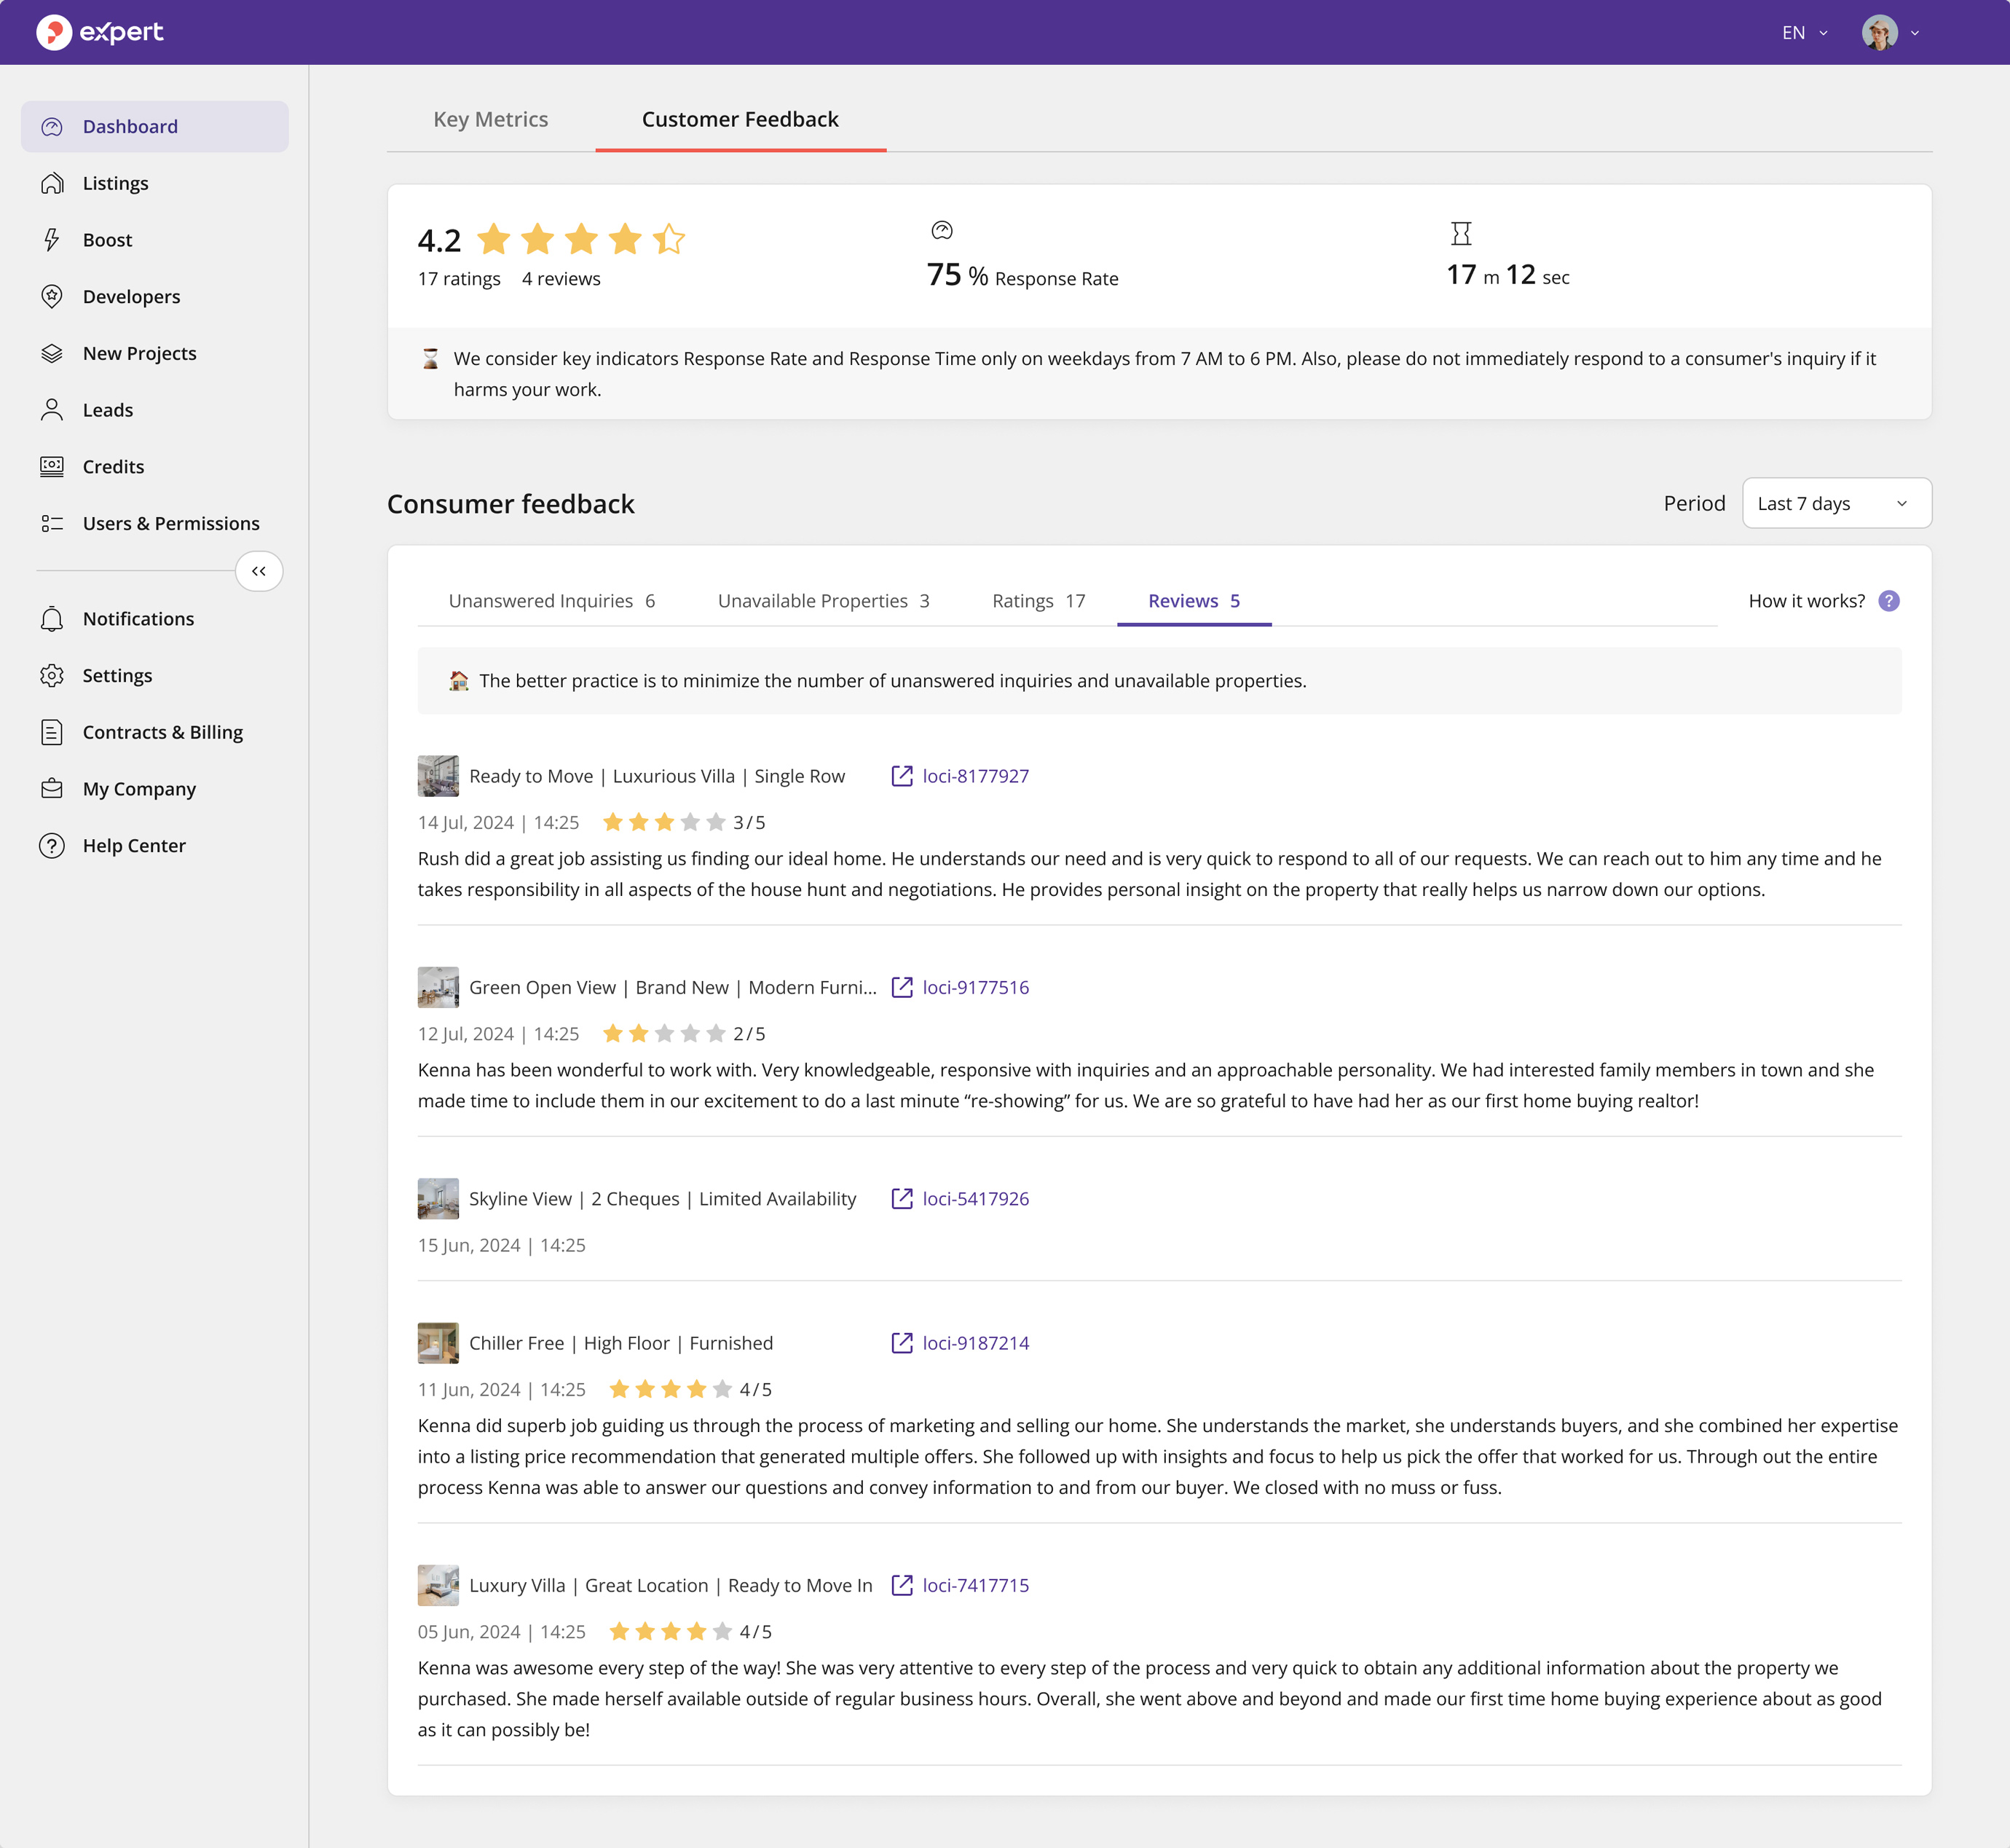 expert
EN
Dashboard
Listings
Boost
Developers
New Projects
Leads
Credits
Users & Permissions
Notifications
Settings
Contracts & Billing
My Company
Help Center
Key Metrics
Customer Feedback
4.2
17 ratings 4 reviews
75 % Response Rate
17 m 12 sec
We consider key indicators Response Rate and Response Time only on weekdays from 7 AM to 6 PM. Also, please do not immediately respond to a consumer's inquiry if it
harms your work.
Consumer feedback
Period
Last 7 days
Unanswered Inquiries 6
Unavailable Properties 3
Ratings 17
Reviews 5
How it works? ?
The better practice is to minimize the number of unanswered inquiries and unavailable properties.
Ready to Move | Luxurious Villa | Single Row loci-8177927
14 Jul, 2024 | 14:25 3/5
Rush did a great job assisting us finding our ideal home. He understands our need and is very quick to respond to all of our requests. We can reach out to him any time and he
takes responsibility in all aspects of the house hunt and negotiations. He provides personal insight on the property that really helps us narrow down our options.
Green Open View | Brand New | Modern Furni... loci-9177516
12 Jul, 2024 | 14:25 2/5
Kenna has been wonderful to work with. Very knowledgeable, responsive with inquiries and an approachable personality. We had interested family members in town and she
made time to include them in our excitement to do a last minute “re-showing” for us. We are so grateful to have had her as our first home buying realtor!
Skyline View | 2 Cheques | Limited Availability loci-5417926
15 Jun, 2024 | 14:25
Chiller Free | High Floor | Furnished loci-9187214
11 Jun, 2024 | 14:25 4/5
Kenna did superb job guiding us through the process of marketing and selling our home. She understands the market, she understands buyers, and she combined her expertise
into a listing price recommendation that generated multiple offers. She followed up with insights and focus to help us pick the offer that worked for us. Through out the entire
process Kenna was able to answer our questions and convey information to and from our buyer. We closed with no muss or fuss.
Luxury Villa | Great Location | Ready to Move In loci-7417715
05 Jun, 2024 | 14:25 4/5
Kenna was awesome every step of the way! She was very attentive to every step of the process and very quick to obtain any additional information about the property we
purchased. She made herself available outside of regular business hours. Overall, she went above and beyond and made our first time home buying experience about as good
as it can possibly be!